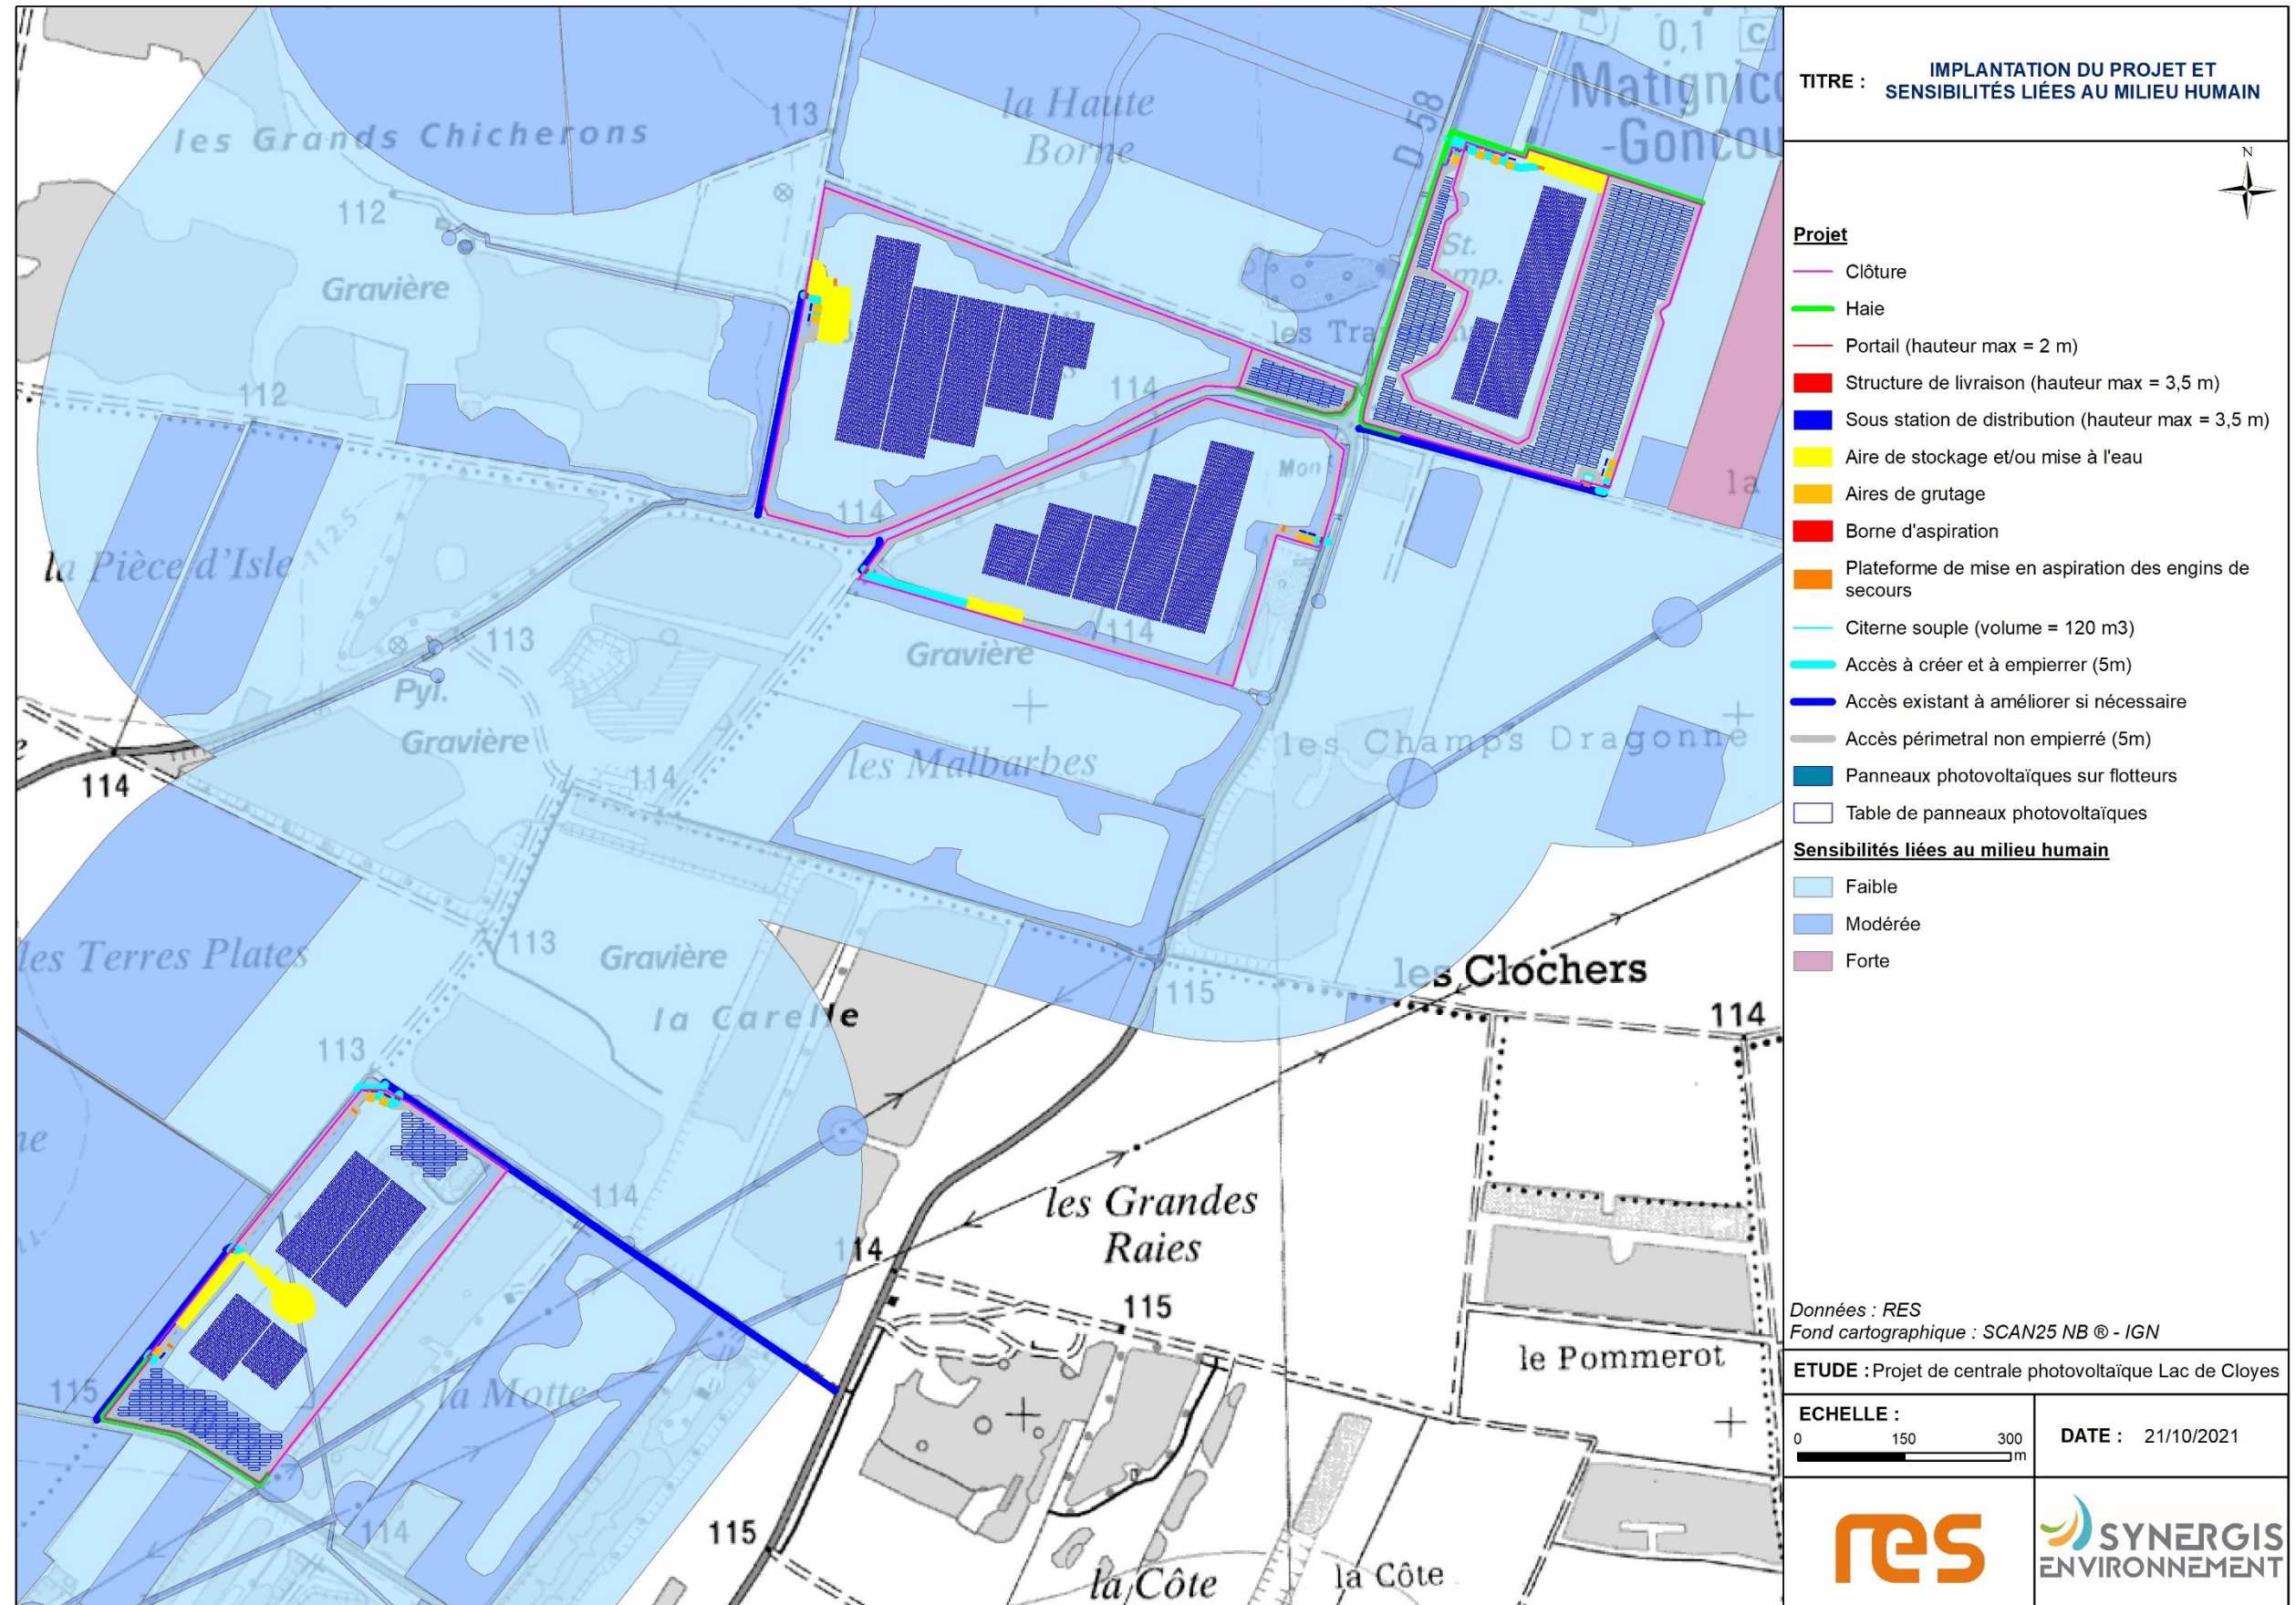 0,1 C
Matignico
-Goncou
D 58
la Haute
Borne
113
les Grands Chicherons
112
Gravière
St.
112
114
Mon
la
114
la Pièce d'Isle
112.5
113
Pyl.
Gravière
114
Gravière
les Malbarbes
les Champs Dragonne
114
114
les Terres Plates
113
Gravière
la Carelle
115
les Clochers
114
113
ne
114
les Grandes
Raies
114
115
le Pommerot
115
la Motte
114
115
la Côte
la Côte
TITRE : IMPLANTATION DU PROJET ET
SENSIBILITÉS LIÉES AU MILIEU HUMAIN
N
Projet
Clôture
Haie
Portail (hauteur max = 2 m)
Structure de livraison (hauteur max = 3,5 m)
Sous station de distribution (hauteur max = 3,5 m)
Aire de stockage et/ou mise à l'eau
Aires de grutage
Borne d'aspiration
Plateforme de mise en aspiration des engins de
secours
Citerne souple (volume = 120 m3)
Accès à créer et à empierrer (5m)
Accès existant à améliorer si nécessaire
Accès périmetral non empierré (5m)
Panneaux photovoltaïques sur flotteurs
Table de panneaux photovoltaïques
Sensibilités liées au milieu humain
Faible
Modérée
Forte
Données : RES
Fond cartographique : SCAN25 NB ® - IGN
ETUDE : Projet de centrale photovoltaïque Lac de Cloyes
ECHELLE :
0 150 300
m
DATE : 21/10/2021
res
SYNERGIS
ENVIRONNEMENT